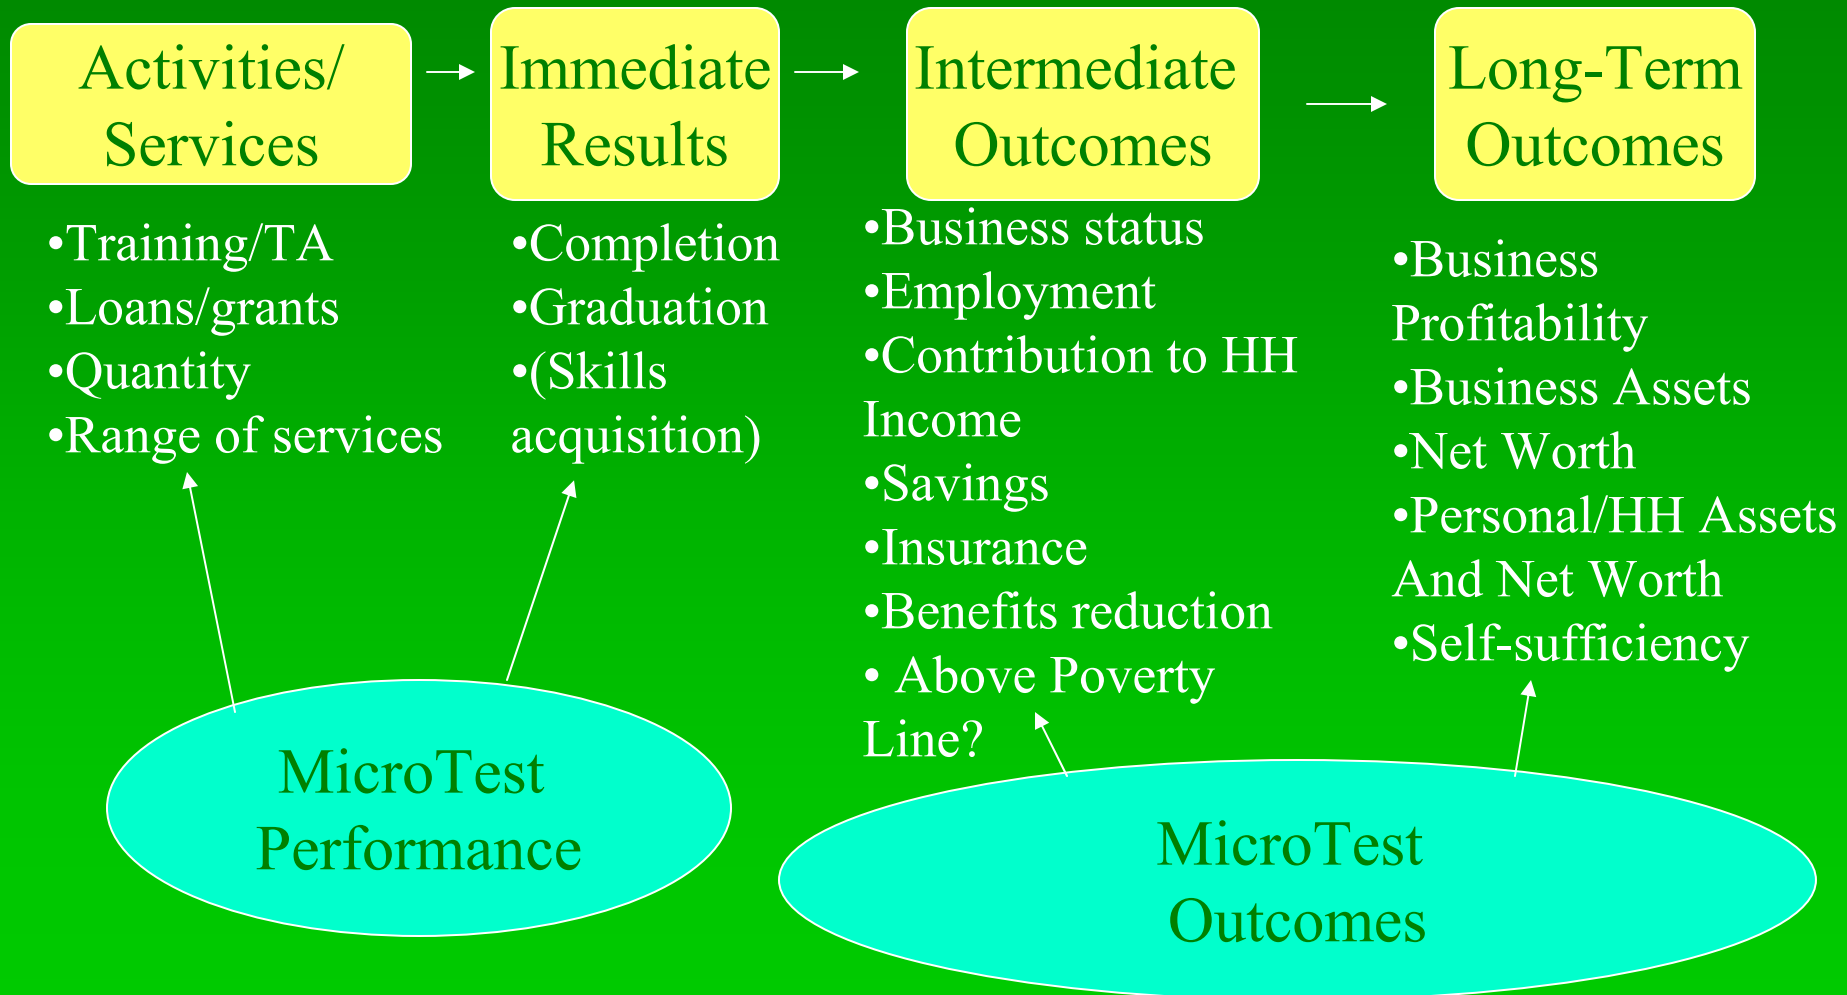 Activities/
Services
Immediate
Results
Intermediate
Outcomes
Long-Term
Outcomes
•Training/TA
•Loans/grants
•Quantity
•Range of services
•Completion
•Graduation
•(Skills
acquisition)
•Business status
•Employment
•Contribution to HH
Income
•Savings
•Insurance
•Benefits reduction
• Above Poverty
Line?
•Business
Profitability
•Business Assets
•Net Worth
•Personal/HH Assets
And Net Worth
•Self-sufficiency
MicroTest
Performance
MicroTest
Outcomes